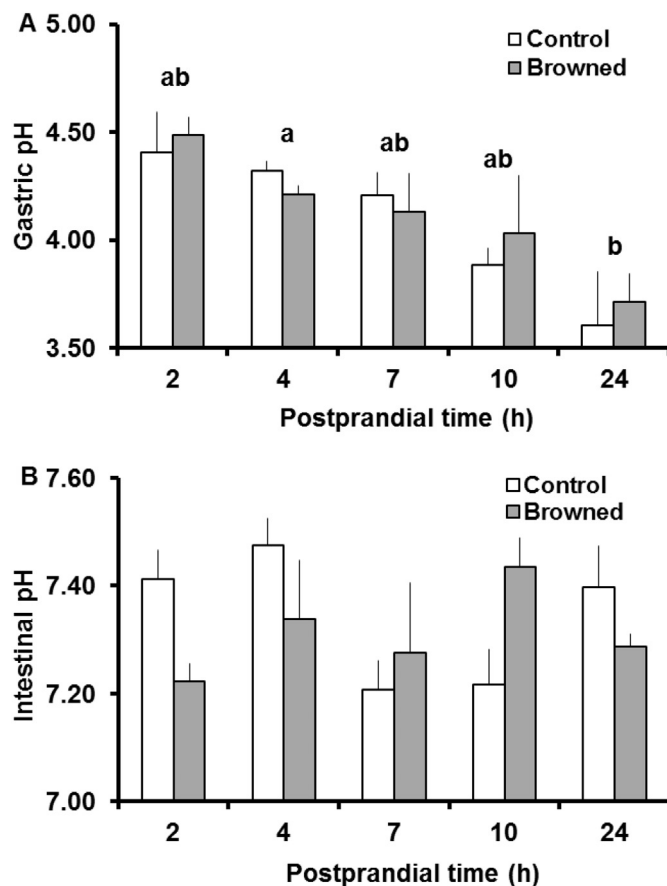 A
5.00
Control
Browned
ab
4.50
a
ab
ab
Gastric pH
4.00
b
3.50
2 4 7 10 24
Postprandial time (h)
B 7.60
Control
Browned
7.40
Intestinal pH
7.20
7.00
2 4 7 10 24
Postprandial time (h)